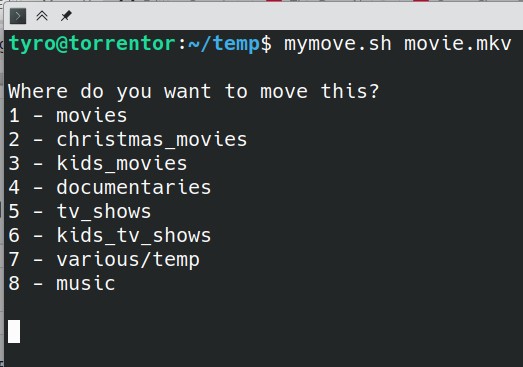 tyro@torrentor:~/temp$ mymove.sh movie.mkv
Where do you want to move this?
1 – movies
2 – christmas_movies
3 – kids_movies
4 – documentaries
5 – tv_shows
6 – kids_tv_shows
7 – various/temp
8 – music